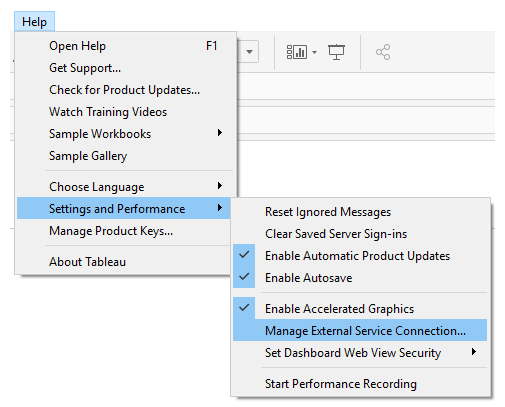 Help
Open Help F1
Get Support...
Check for Product Updates...
Watch Training Videos
Sample Workbooks
Sample Gallery
Choose Language
Settings and Performance
Manage Product Keys...
About Tableau
Reset Ignored Messages
Clear Saved Server Sign-ins
Enable Automatic Product Updates
Enable Autosave
Enable Accelerated Graphics
Manage External Service Connection...
Set Dashboard Web View Security
Start Performance Recording